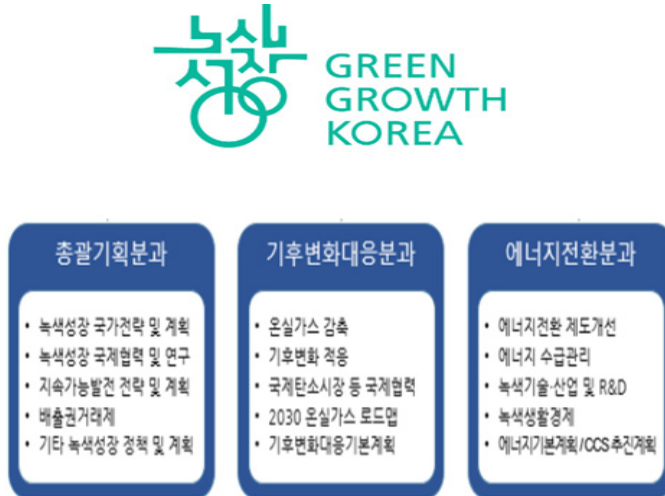 녹색
성장
GREEN
GROWTH
KOREA
총괄기획분과
• 녹색성장 국가전략 및 계획
• 녹색성장 국제협력 및 연구
• 지속가능발전 전략 및 계획
• 배출권거래제
• 기타 녹색성장 정책 및 계획
기후변화대응분과
• 온실가스 감축
• 기후변화 적응
• 국제탄소시장 등 국제협력
• 2030 온실가스 로드맵
• 기후변화대응기본계획
에너지전환분과
• 에너지전환 제도개선
• 에너지 수급관리
• 녹색기술·산업 및 R&D
• 녹색생활경제
• 에너지기본계획/CCS추진계획